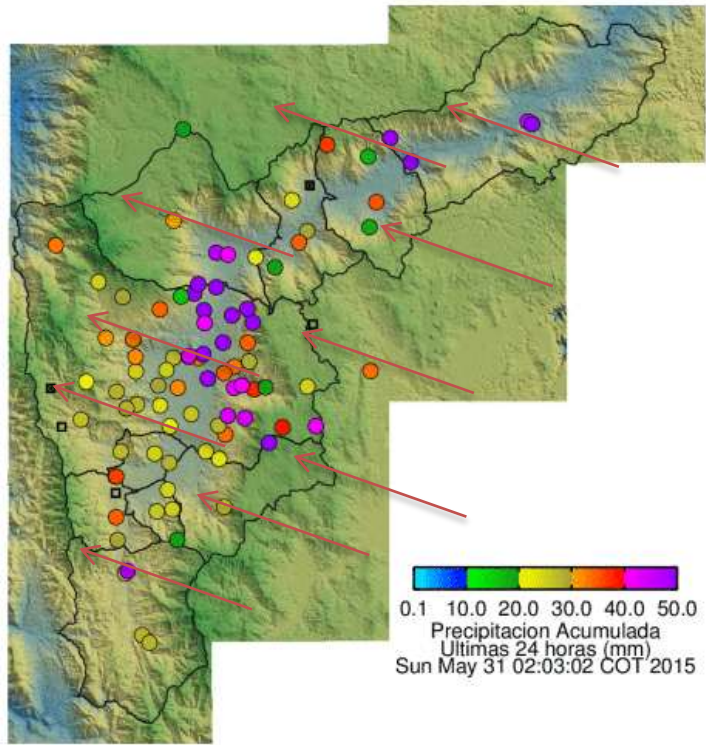 0.1 10.0 20.0 30.0 40.0 50.0
Precipitacion Acumulada
Ultimas 24 horas (mm)
Sun May 31 02:03:02 COT 2015